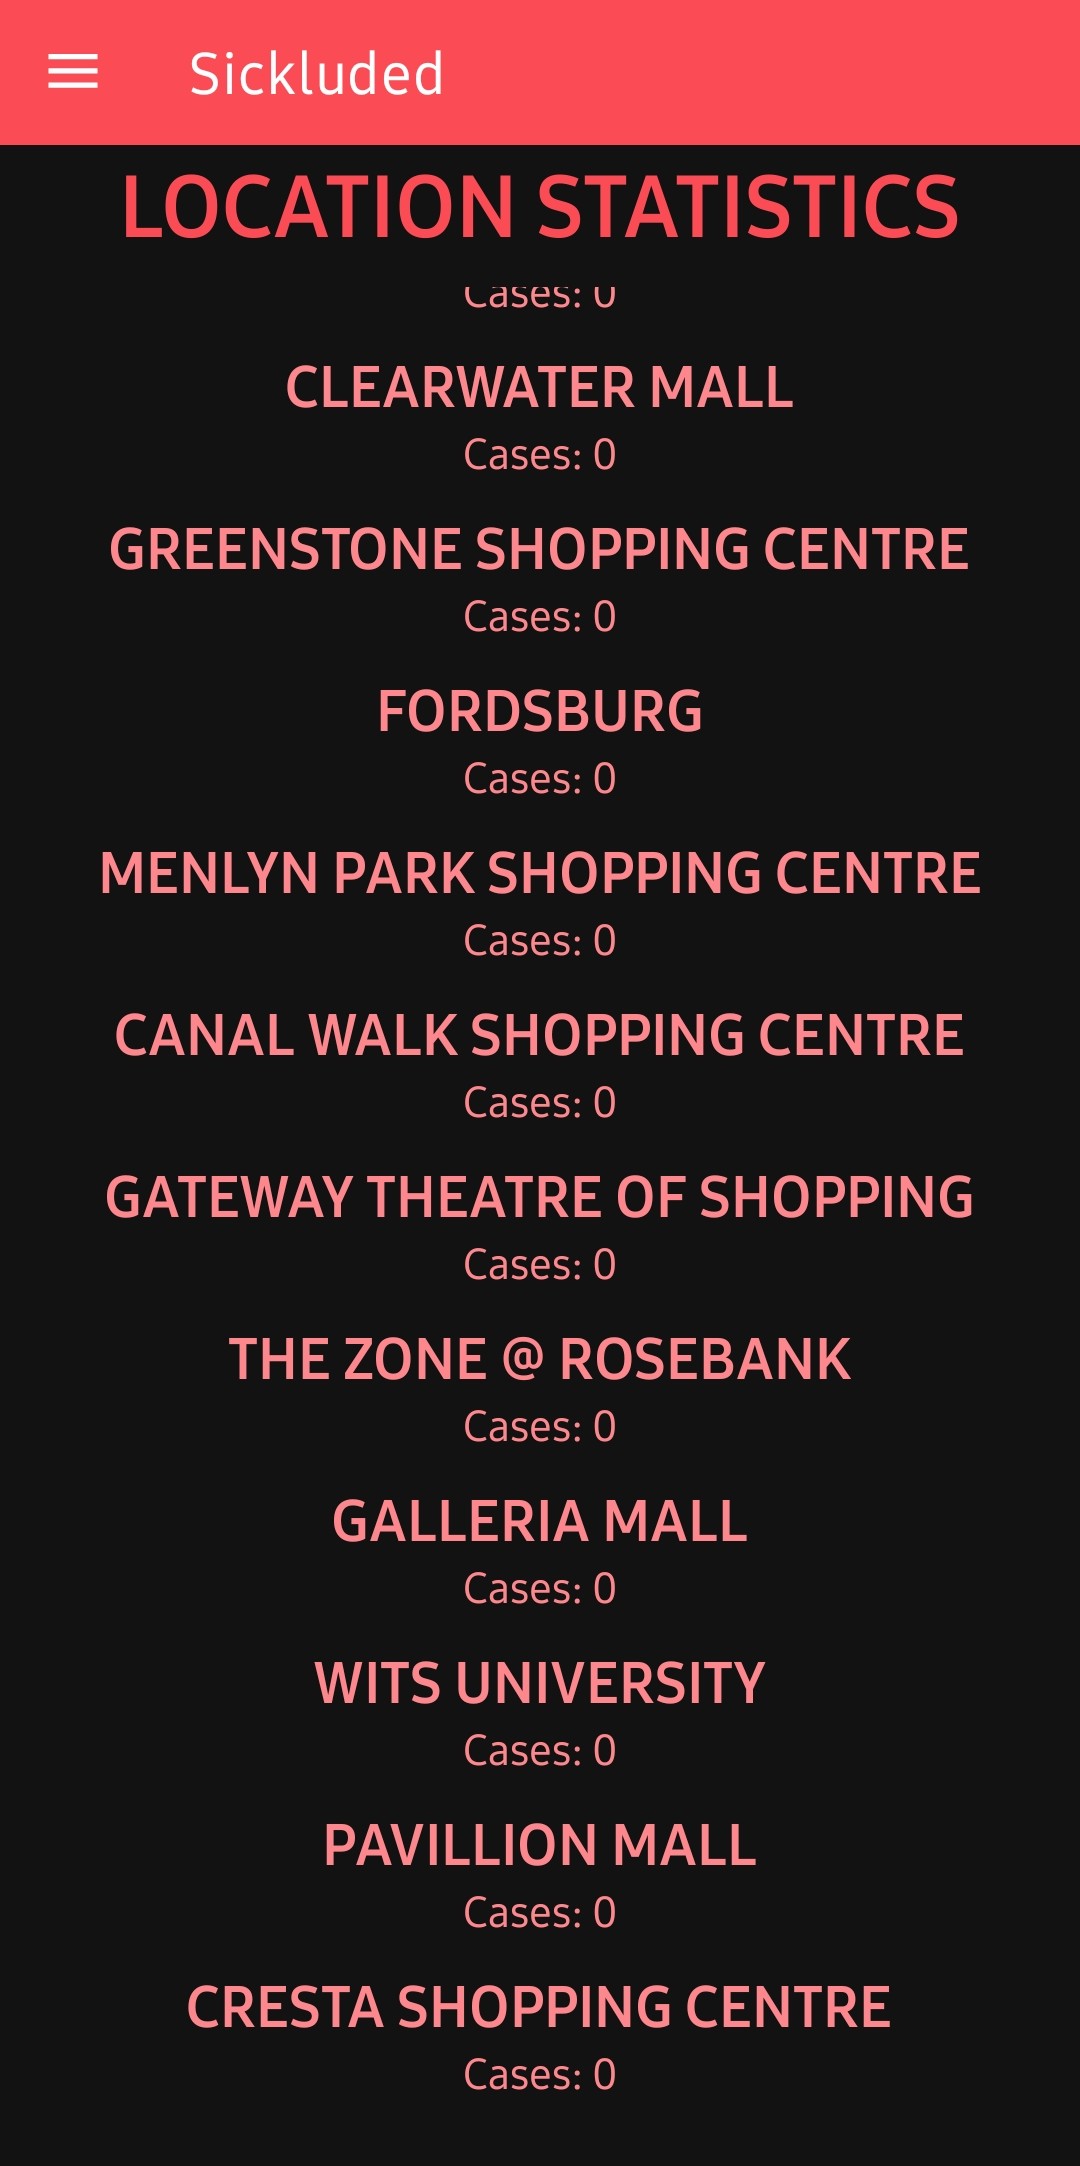 Sickluded
LOCATION STATISTICS
Cases: 0
CLEARWATER MALL
Cases: 0
GREENSTONE SHOPPING CENTRE
Cases: 0
FORDSBURG
Cases: 0
MENLYN PARK SHOPPING CENTRE
Cases: 0
CANAL WALK SHOPPING CENTRE
Cases: 0
GATEWAY THEATRE OF SHOPPING
Cases: 0
THE ZONE @ ROSEBANK
Cases: 0
GALLERIA MALL
Cases: 0
WITS UNIVERSITY
Cases: 0
PAVILLION MALL
Cases: 0
CRESTA SHOPPING CENTRE
Cases: 0